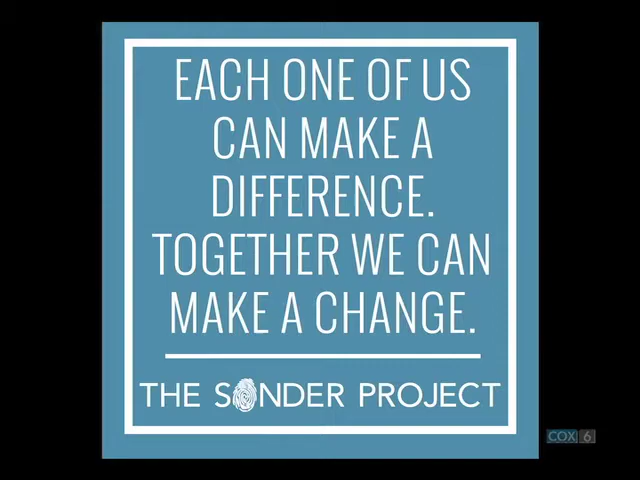 EACH ONE OF US
CAN MAKE A
DIFFERENCE.
TOGETHER WE CAN
MAKE A CHANGE.
THE SONDER PROJECT
COX 6